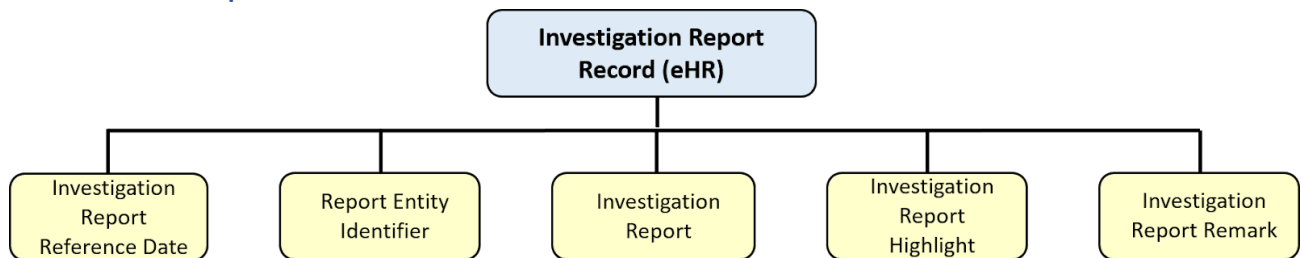 Investigation Report
Record (eHR)
Investigation
Report
Reference Date
Report Entity
Identifier
Investigation
Report
Investigation
Report
Highlight
Investigation
Report Remark